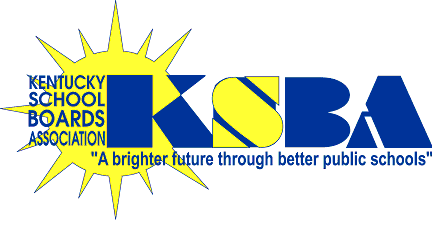 KENTUCKY
SCHOOL
BOARDS
ASSOCIATION
KSBA
"A brighter future through better public schools"